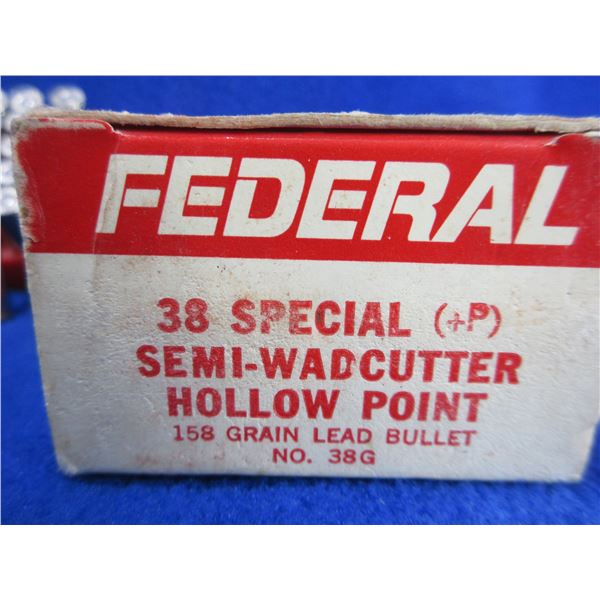 FEDERAL
38 SPECIAL (+P)
SEMI-WADCUTTER
HOLLOW POINT
158 GRAIN LEAD BULLET
NO. 38G